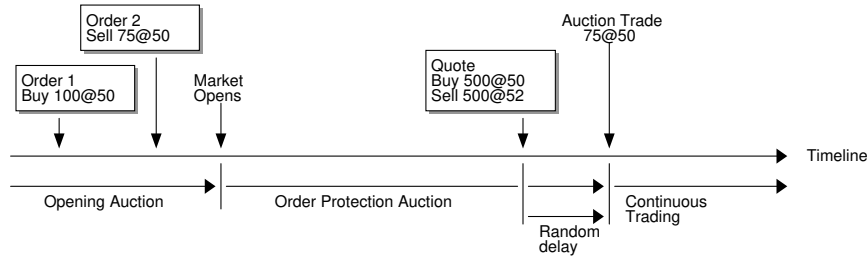 Order 2
Sell 75@50
Auction Trade
75@50
Order 1
Buy 100@50
Market
Opens
Quote
Buy 500@50
Sell 500@52
Timeline
Opening Auction
Order Protection Auction
Continuous
Trading
Random
delay